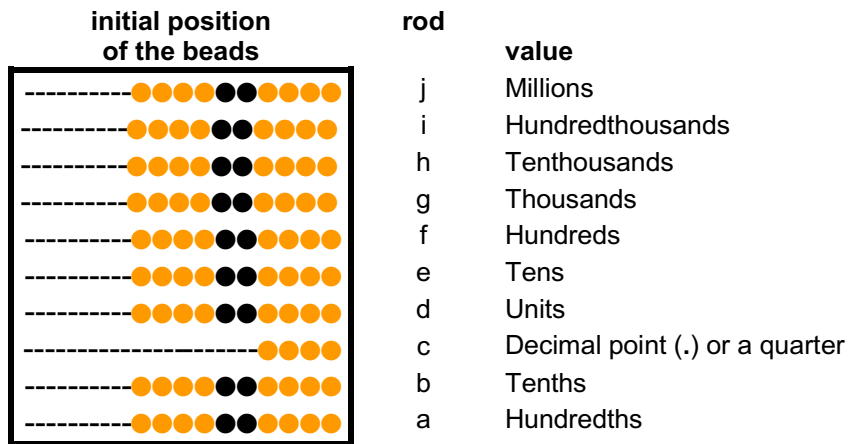 initial position
of the beads
rod
value
j Millions
i Hundredthousands
h Tenthousands
g Thousands
f Hundreds
e Tens
d Units
c Decimal point (.) or a quarter
b Tenths
a Hundredths